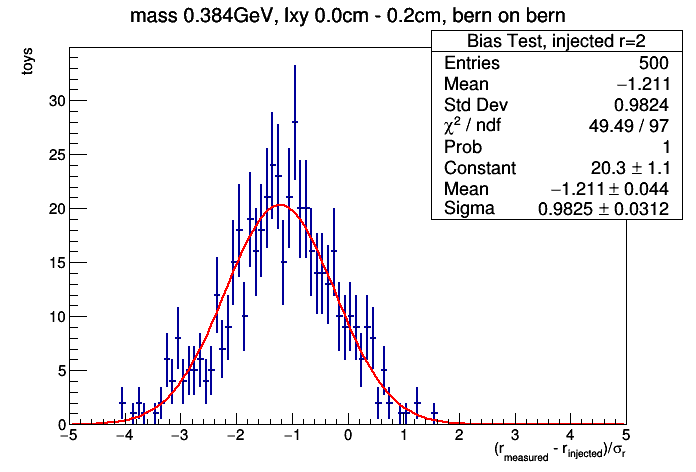 mass 0.384GeV, lxy 0.0cm - 0.2cm, bern on bern
toys
Bias Test, injected r=2
Entries 500
Mean −1.211
Std Dev 0.9824
χ² / ndf 49.49 / 97
Prob 1
Constant 20.3 ± 1.1
Mean −1.211 ± 0.044
Sigma 0.9825 ± 0.0312
30
25
20
15
10
5
0
−5 −4 −3 −2 −1 0 1 2 3 4 5
(r_measured - r_injected)/σ_r